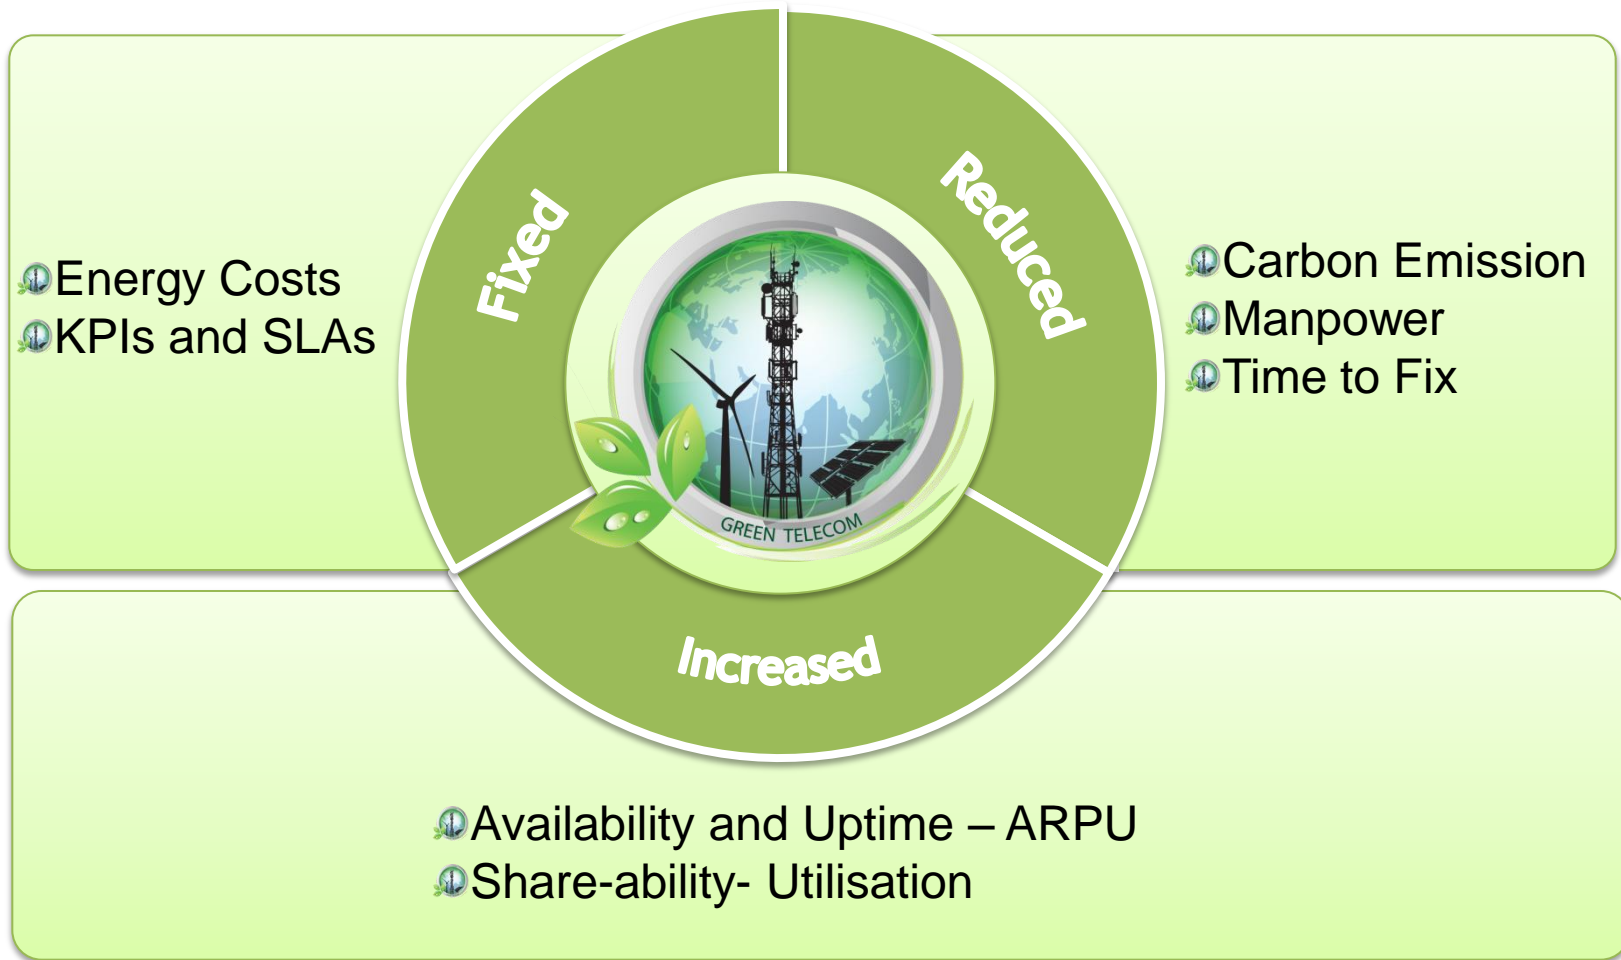 Fixed
Energy Costs
KPIs and SLAs
Reduced
Carbon Emission
Manpower
Time to Fix
GREEN TELECOM
Increased
Availability and Uptime – ARPU
Share-ability- Utilisation